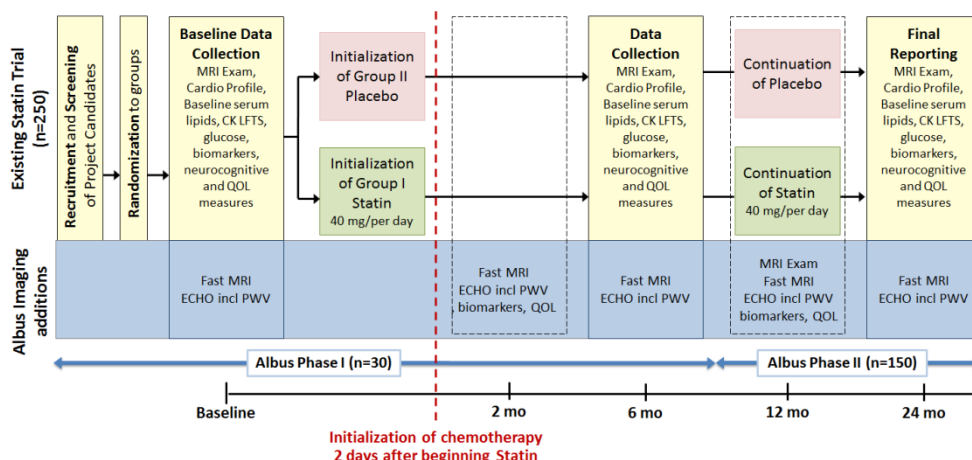 Existing Statin Trial
(n=250)
Recruitment and Screening
of Project Candidates
Randomization to groups
Baseline Data
Collection
MRI Exam,
Cardio Profile,
Baseline serum
lipids, CK LFTS,
glucose,
biomarkers,
neurocognitive
and QOL
measures
Initialization
of Group II
Placebo
Initialization
of Group I
Statin
40 mg/per day
Data
Collection
MRI Exam,
Cardio Profile,
Baseline serum
lipids, CK LFTS,
glucose,
biomarkers,
neurocognitive
and QOL
measures
Continuation
of Placebo
Continuation
of Statin
40 mg/per day
Final
Reporting
MRI Exam,
Cardio Profile,
Baseline serum
lipids, CK LFTS,
glucose,
biomarkers,
neurocognitive
and QOL
measures
Albus Imaging
additions
Fast MRI
ECHO incl PWV
Fast MRI
ECHO incl PWV
, biomarkers, QOL
Fast MRI
ECHO incl PWV
MRI Exam
Fast MRI
ECHO incl PWV
biomarkers, QOL
Fast MRI
ECHO incl PWV
Albus Phase I (n=30)
Albus Phase II (n=150)
Baseline
2 mo
6 mo
12 mo
24 mo
Initialization of chemotherapy
2 days after beginning Statin